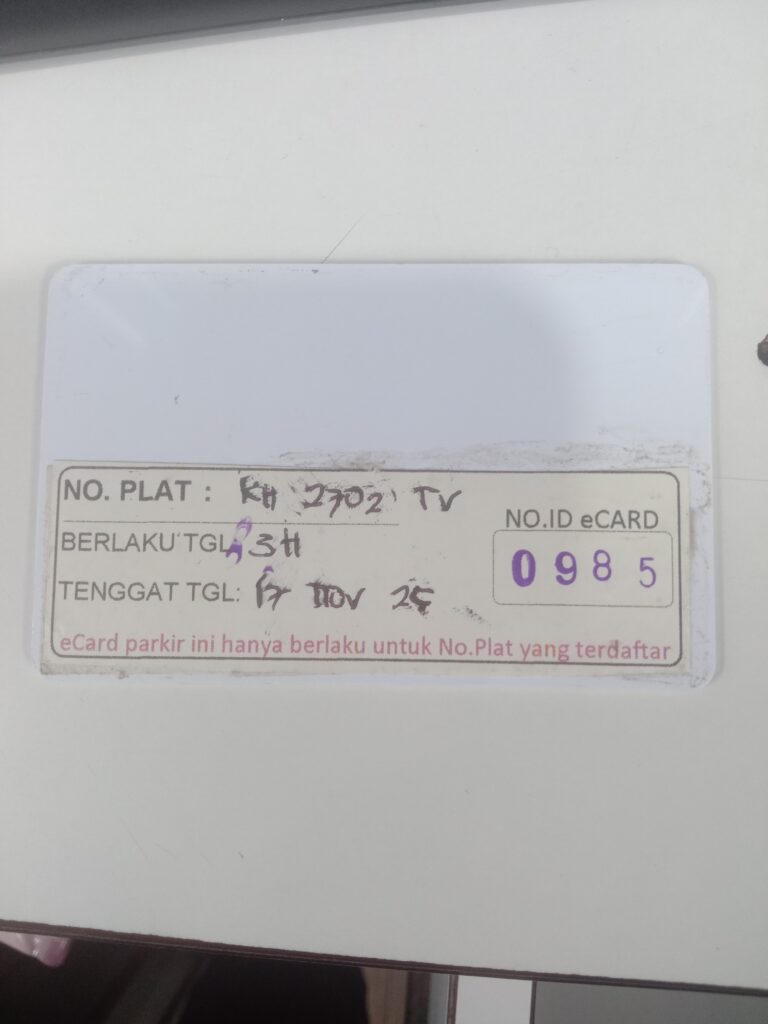 NO. PLAT : KH 2702 TV
NO.ID eCARD
BERLAKU TGL: 3H
0985
TENGGAT TGL: 17 NOV 25
eCard parkir ini hanya berlaku untuk No.Plat yang terdaftar